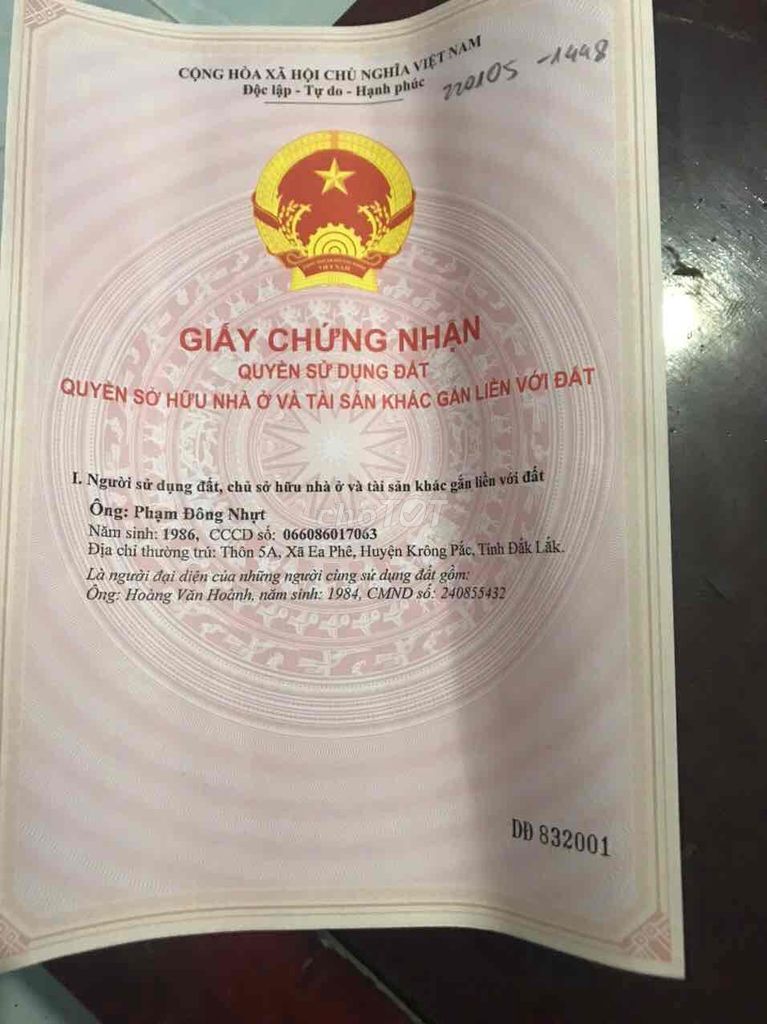 CỘNG HÒA XÃ HỘI CHỦ NGHĨA VIỆT NAM
Độc lập - Tự do - Hạnh phúc
220105 -1448
VIỆT NAM
GIẤY CHỨNG NHẬN
QUYỀN SỬ DỤNG ĐẤT
QUYỀN SỞ HỮU NHÀ Ở VÀ TÀI SẢN KHÁC GẮN LIỀN VỚI ĐẤT
I. Người sử dụng đất, chủ sở hữu nhà ở và tài sản khác gắn liền với đất
Ông: Phạm Đông Nhựt
Năm sinh: 1986, CCCD số: 066086017063
Địa chỉ thường trú: Thôn 5A, Xã Ea Phê, Huyện Krông Pắc, Tỉnh Đắk Lắk.
Là người đại diện của những người cùng sử dụng đất gồm:
Ông: Hoàng Văn Hoành, năm sinh: 1984, CMND số: 240855432
chợTỐT
DĐ 832001